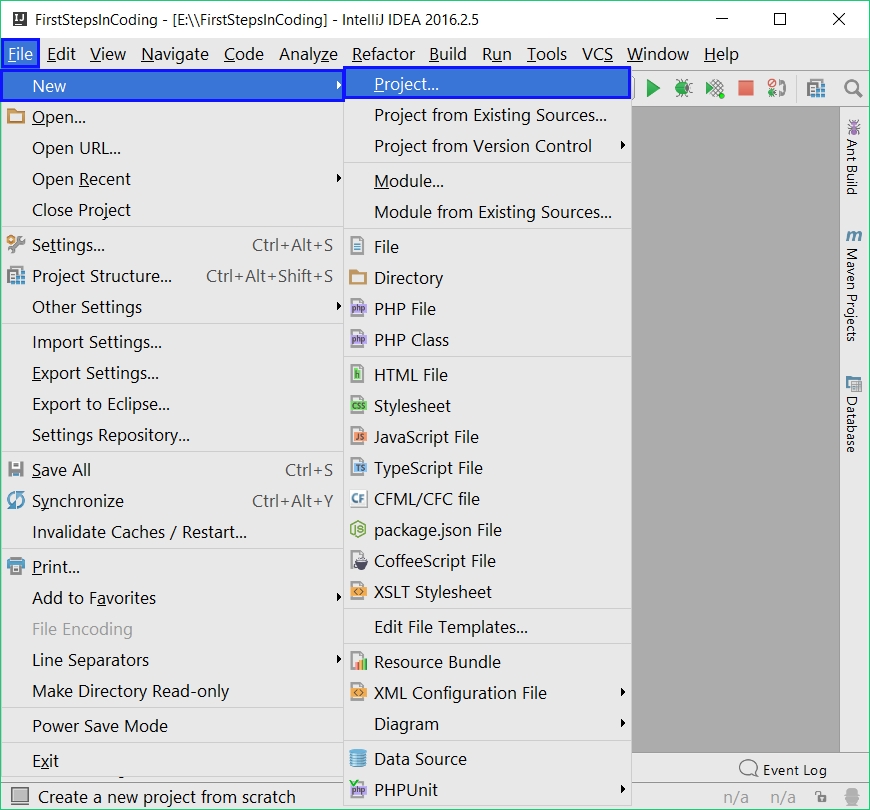 FirstStepsInCoding - [E:\\FirstStepsInCoding] - IntelliJ IDEA 2016.2.5
File Edit View Navigate Code Analyze Refactor Build Run Tools VCS Window Help
New
Open...
Open URL...
Open Recent
Close Project
Settings... Ctrl+Alt+S
Project Structure... Ctrl+Alt+Shift+S
Other Settings
Import Settings...
Export Settings...
Export to Eclipse...
Settings Repository...
Save All Ctrl+S
Synchronize Ctrl+Alt+Y
Invalidate Caches / Restart...
Print...
Add to Favorites
File Encoding
Line Separators
Make Directory Read-only
Power Save Mode
Exit
Project...
Project from Existing Sources...
Project from Version Control
Module...
Module from Existing Sources...
File
Directory
PHP File
PHP Class
HTML File
Stylesheet
JavaScript File
TypeScript File
CFML/CFC file
package.json File
CoffeeScript File
XSLT Stylesheet
Edit File Templates...
Resource Bundle
XML Configuration File
Diagram
Data Source
PHPUnit
Ant Build
Maven Projects
Database
Event Log
Create a new project from scratch
n/a n/a